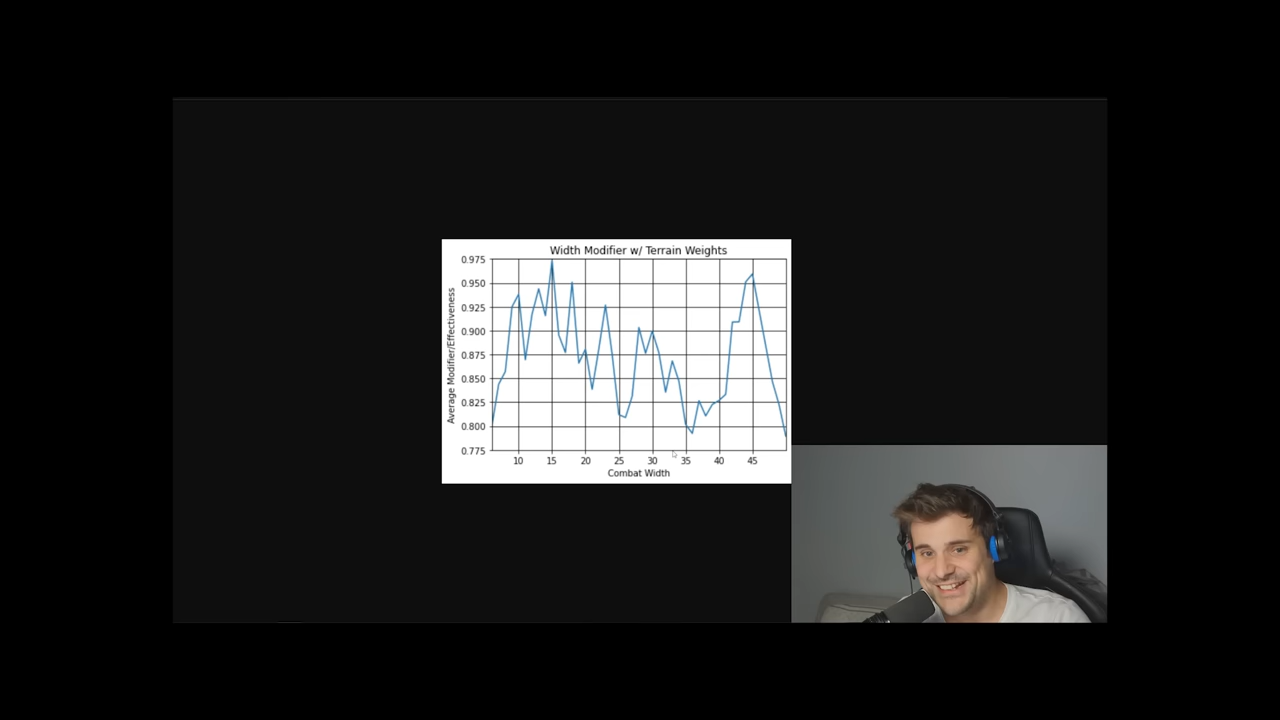 Width Modifier w/ Terrain Weights
Average Modifier/Effectiveness
0.975
0.950
0.925
0.900
0.875
0.850
0.825
0.800
0.775
10 15 20 25 30 35 40 45
Combat Width